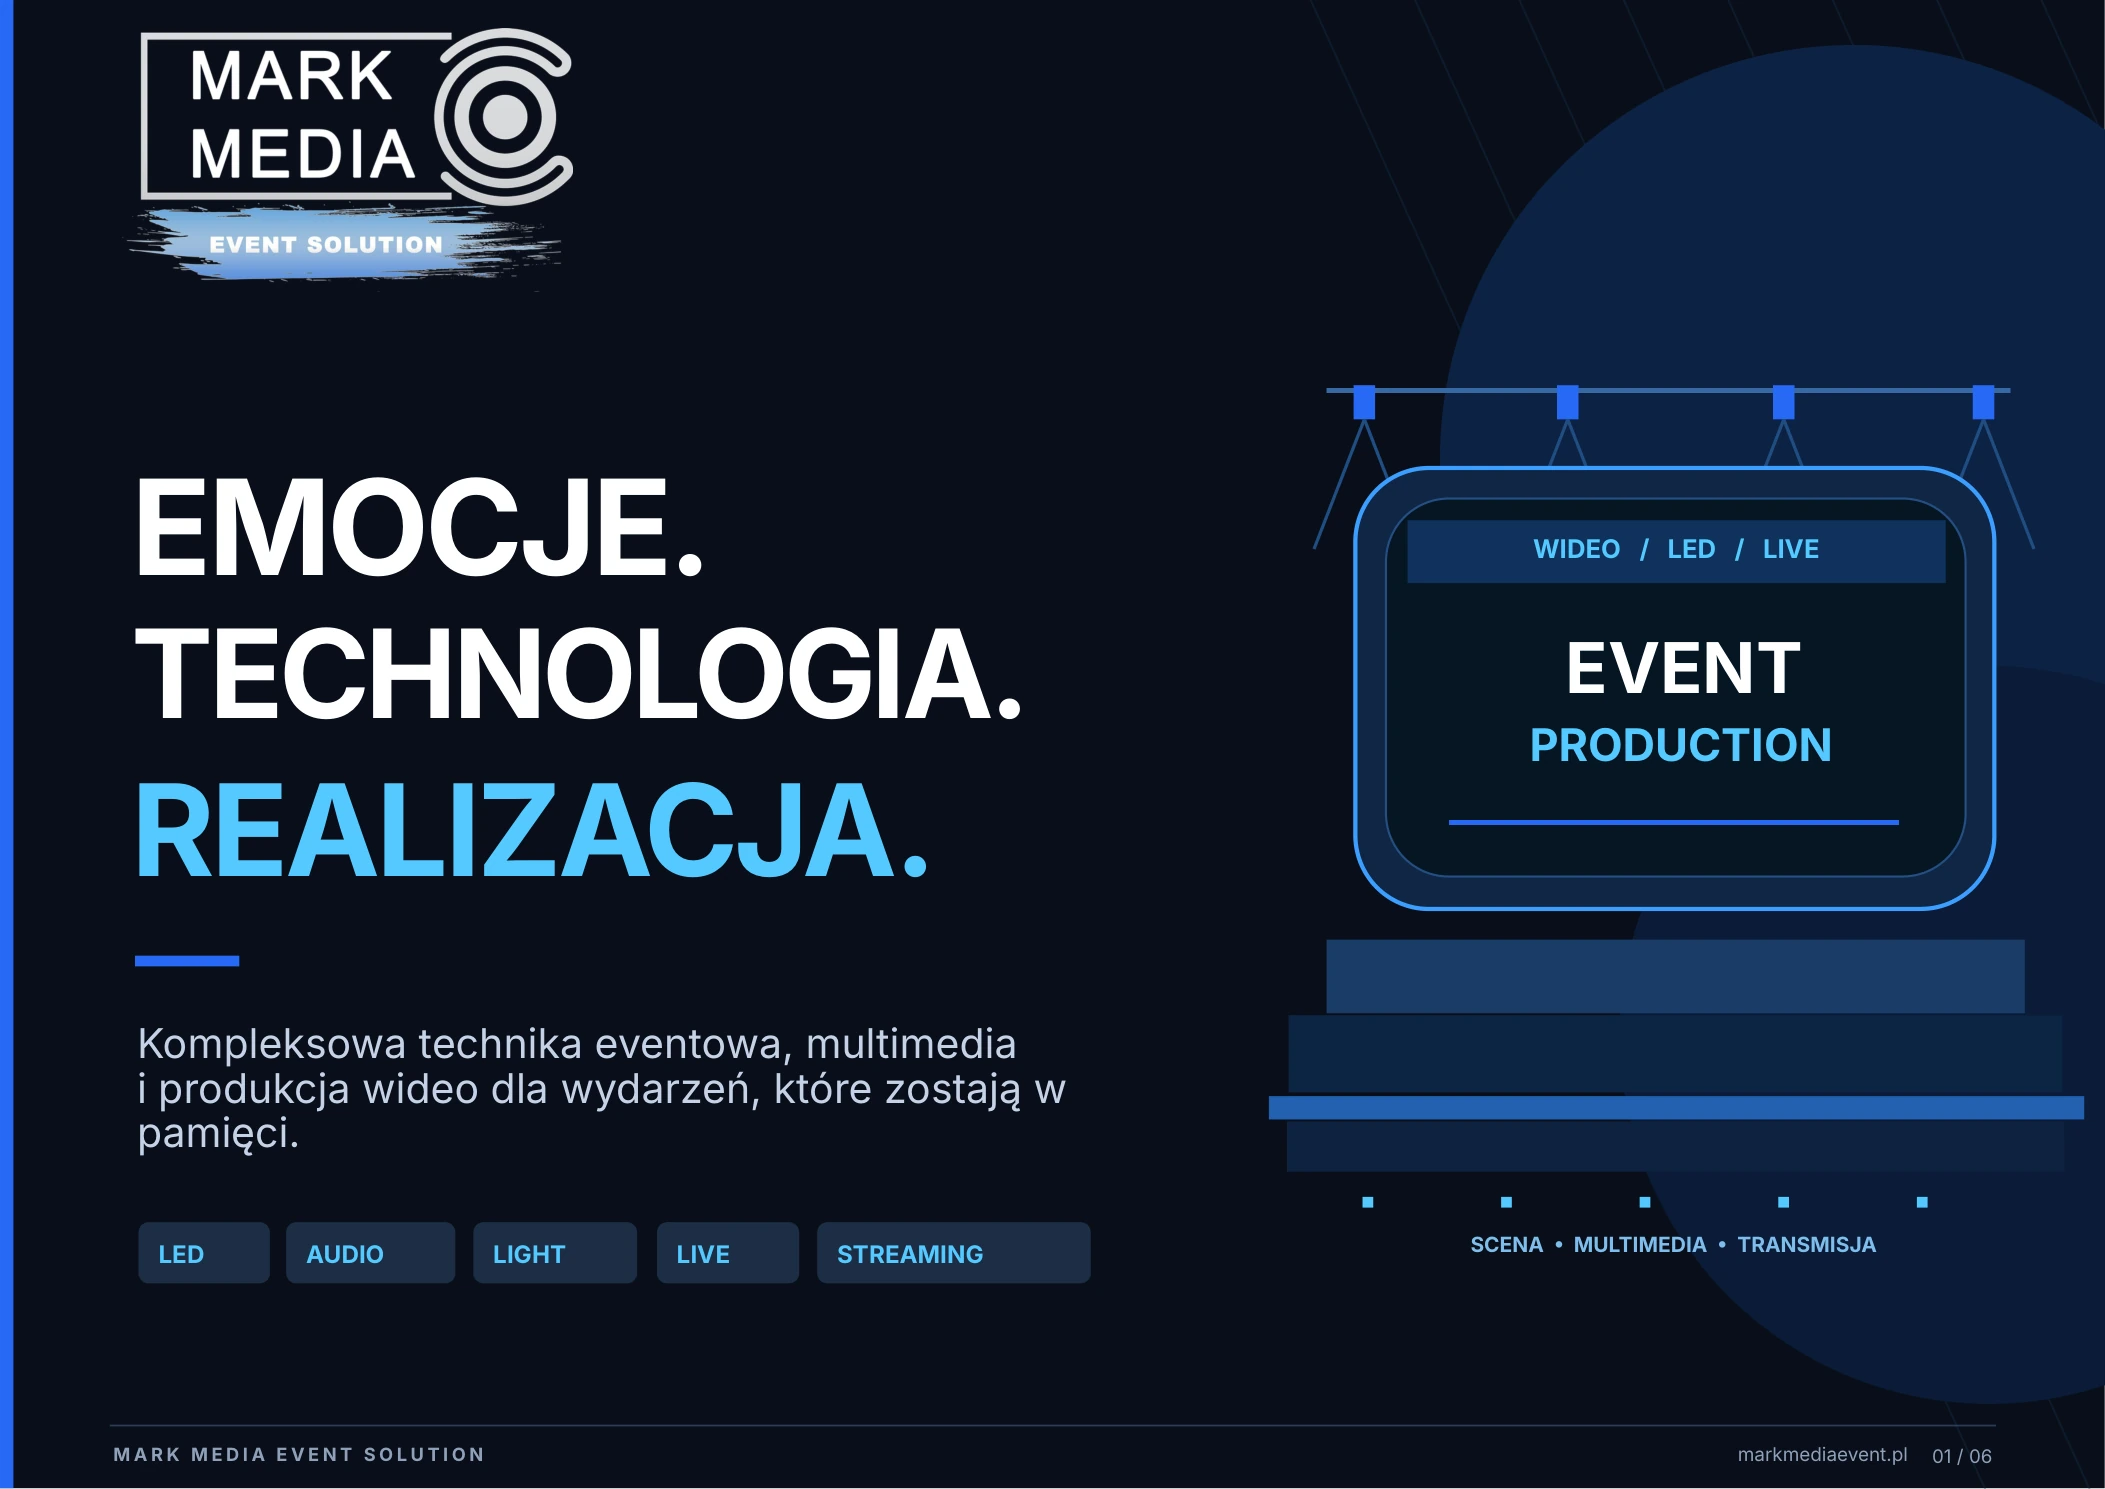 MARK
MEDIA
EVENT SOLUTION
EMOCJE.
TECHNOLOGIA.
REALIZACJA.
Kompleksowa technika eventowa, multimedia
i produkcja wideo dla wydarzeń, które zostają w
pamięci.
LED AUDIO LIGHT LIVE STREAMING
WIDEO / LED / LIVE
EVENT
PRODUCTION
SCENA • MULTIMEDIA • TRANSMISJA
MARK MEDIA EVENT SOLUTION
markmediaevent.pl 01 / 06